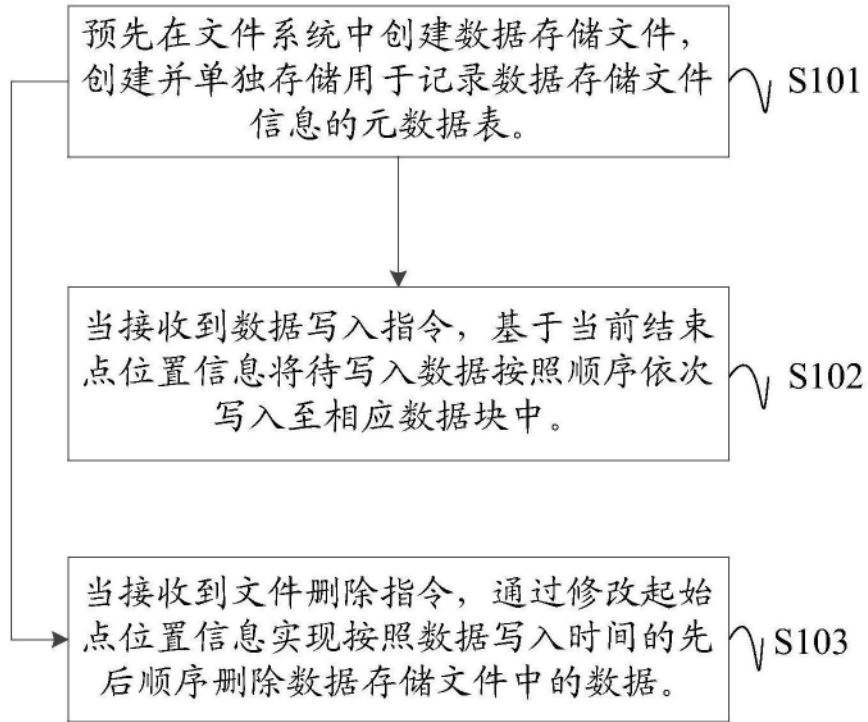 预先在文件系统中创建数据存储文件，
创建并单独存储用于记录数据存储文件
信息的元数据表。
S101
当接收到数据写入指令，基于当前结束
点位置信息将待写入数据按照顺序依次
写入至相应数据块中。
S102
当接收到文件删除指令，通过修改起始
点位置信息实现按照数据写入时间的先
后顺序删除数据存储文件中的数据。
S103